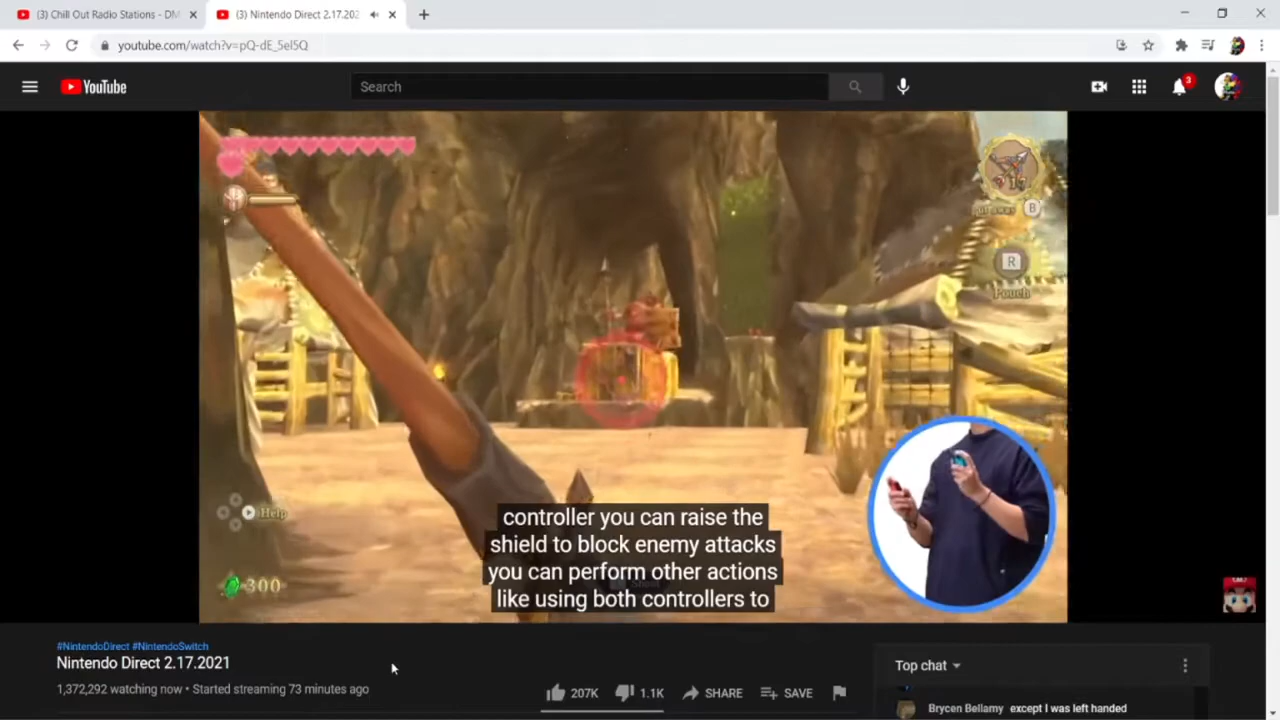 (3) Chill Out Radio Stations - DM
(3) Nintendo Direct 2.17.202
youtube.com/watch?v=pQ-dE_5eI5Q
YouTube
Search
3
B
R
Pouch
Help
300
controller you can raise the
shield to block enemy attacks
you can perform other actions
like using both controllers to
#NintendoDirect #NintendoSwitch
Nintendo Direct 2.17.2021
1,372,292 watching now • Started streaming 73 minutes ago
207K
1.1K
SHARE
SAVE
Top chat
Brycen Bellamy except I was left handed